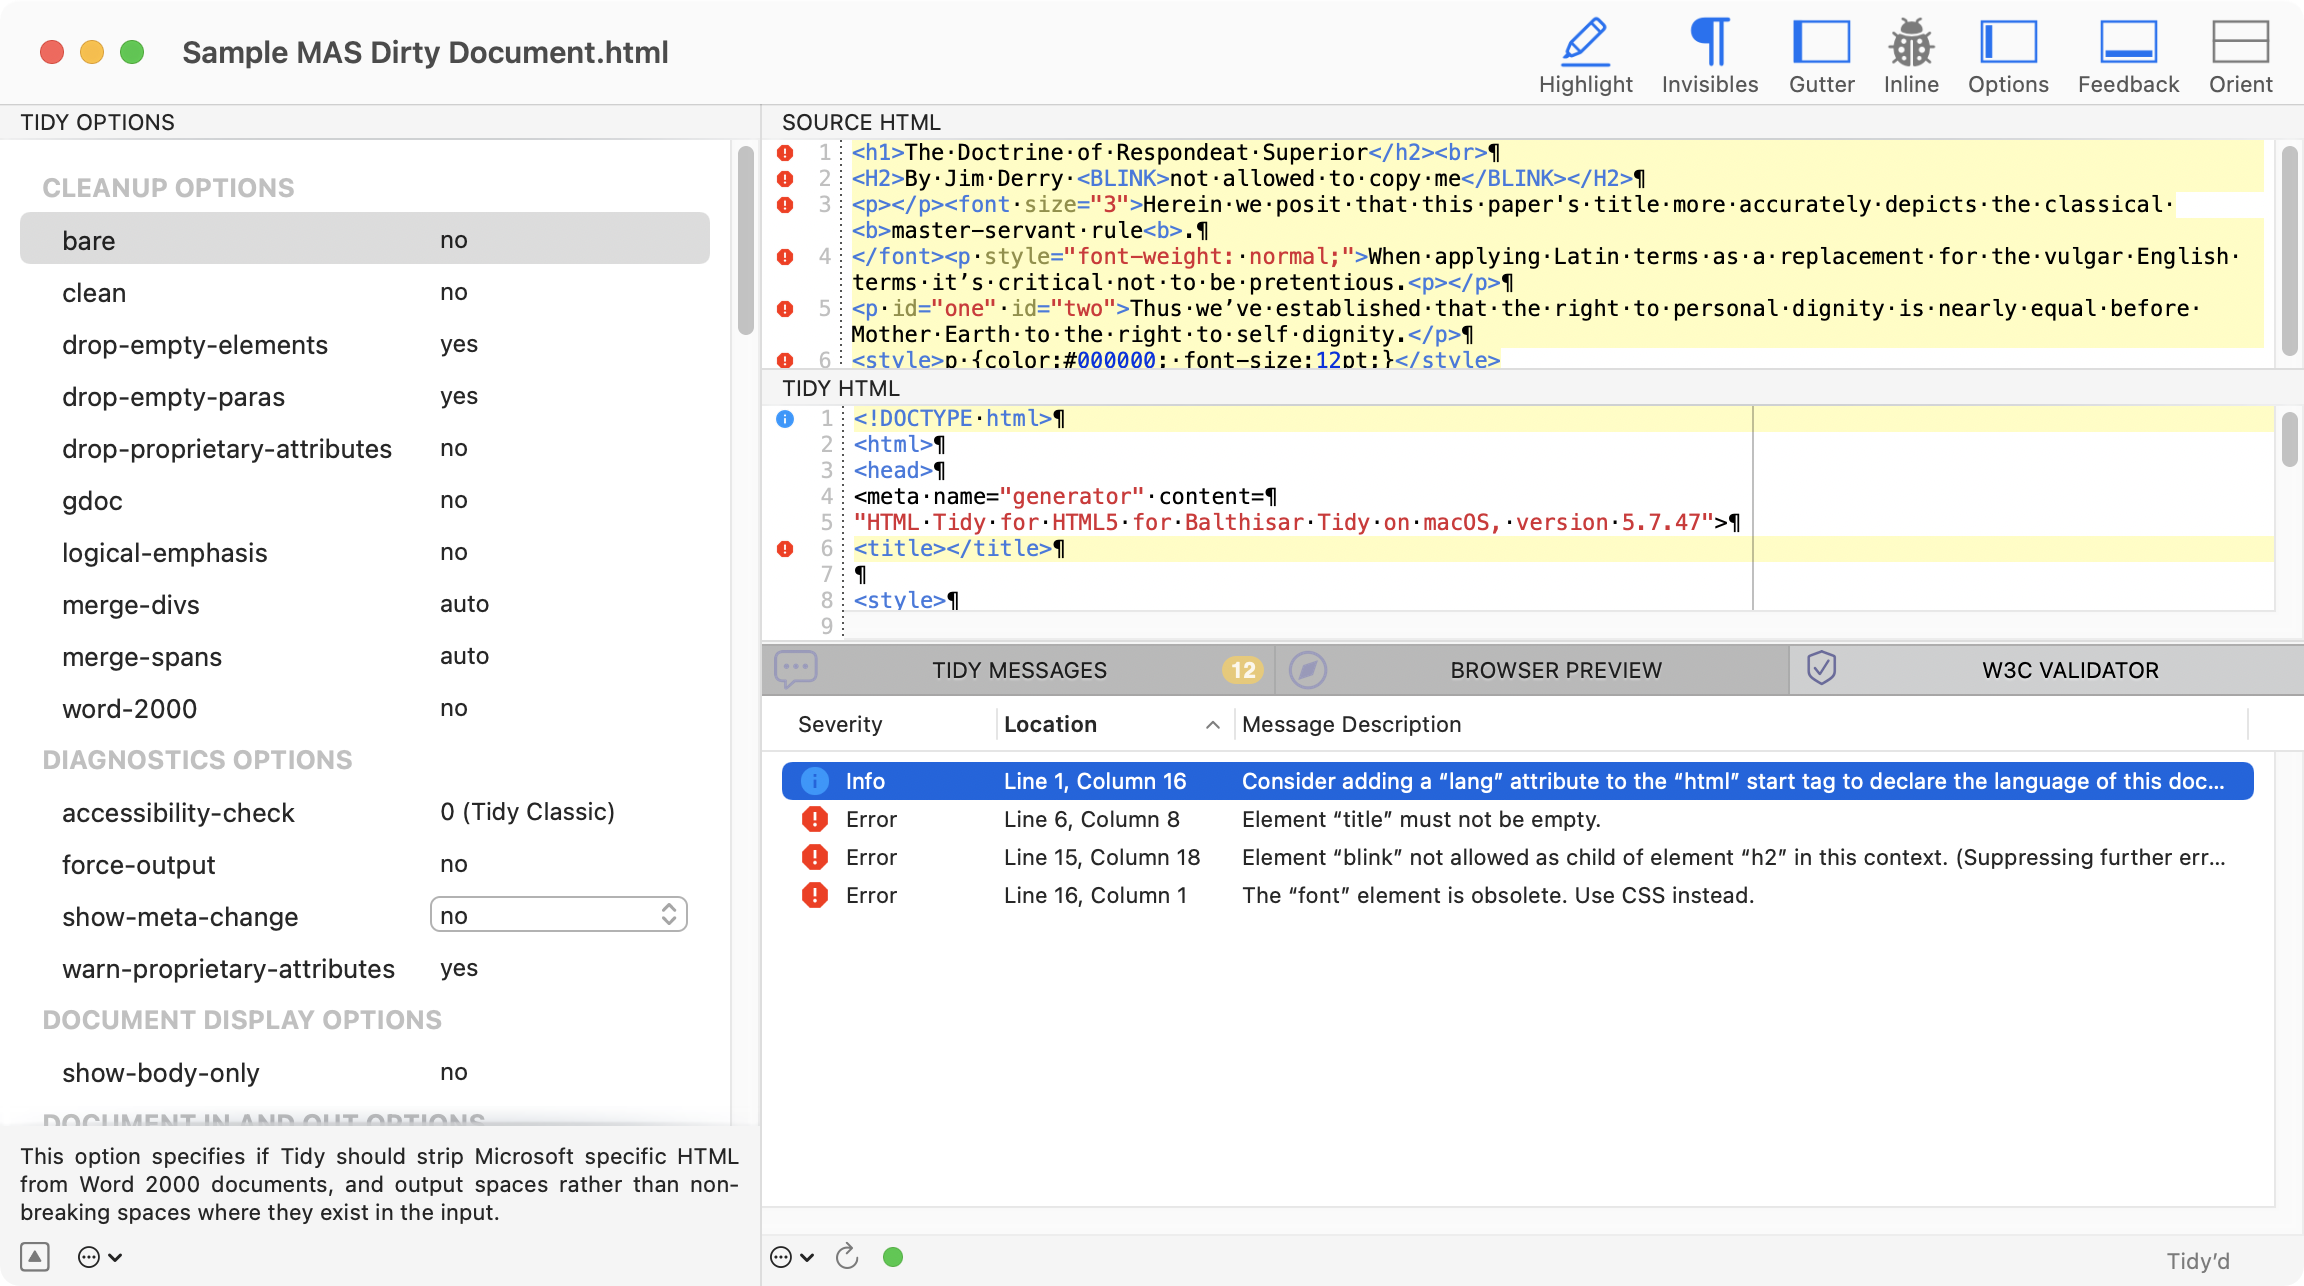 Sample MAS Dirty Document.html
Highlight
Invisibles
Gutter
Inline
Options
Feedback
Orient
TIDY OPTIONS
CLEANUP OPTIONS
bare no
clean no
drop-empty-elements yes
drop-empty-paras yes
drop-proprietary-attributes no
gdoc no
logical-emphasis no
merge-divs auto
merge-spans auto
word-2000 no
DIAGNOSTICS OPTIONS
accessibility-check 0 (Tidy Classic)
force-output no
show-meta-change no
warn-proprietary-attributes yes
DOCUMENT DISPLAY OPTIONS
show-body-only no
DOCUMENT IN AND OUT OPTIONS
This option specifies if Tidy should strip Microsoft specific HTML
from Word 2000 documents, and output spaces rather than non-
breaking spaces where they exist in the input.
SOURCE HTML
1 <h1>The·Doctrine·of·Respondeat·Superior</h2><br>¶
2 <H2>By·Jim·Derry·<BLINK>not·allowed·to·copy·me</BLINK></H2>¶
3 <p></p><font·size="3">Herein·we·posit·that·this·paper's·title·more·accurately·depicts·the·classical·
<b>master-servant·rule<b>.¶
4 </font><p·style="font-weight:·normal;">When·applying·Latin·terms·as·a·replacement·for·the·vulgar·English·
terms·it’s·critical·not·to·be·pretentious.<p></p>¶
5 <p·id="one"·id="two">Thus·we’ve·established·that·the·right·to·personal·dignity·is·nearly·equal·before·
Mother·Earth·to·the·right·to·self·dignity.</p>¶
6 <style>p·{color:#000000;·font-size:12pt;}</style>
TIDY HTML
1 <!DOCTYPE·html>¶
2 <html>¶
3 <head>¶
4 <meta·name="generator"·content=¶
5 "HTML·Tidy·for·HTML5·for·Balthisar·Tidy·on·macOS,·version·5.7.47">¶
6 <title></title>¶
7 ¶
8 <style>¶
9
TIDY MESSAGES 12
BROWSER PREVIEW
W3C VALIDATOR
Severity Location Message Description
Info Line 1, Column 16 Consider adding a “lang” attribute to the “html” start tag to declare the language of this doc...
Error Line 6, Column 8 Element “title” must not be empty.
Error Line 15, Column 18 Element “blink” not allowed as child of element “h2” in this context. (Suppressing further err...
Error Line 16, Column 1 The “font” element is obsolete. Use CSS instead.
Tidy’d